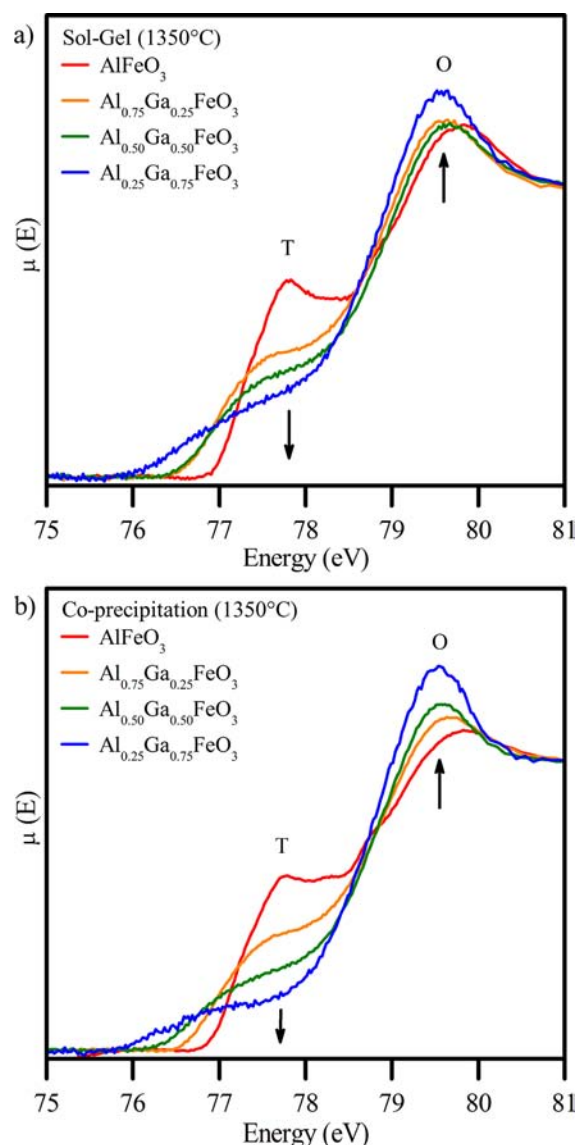 a)
Sol-Gel (1350°C)
AlFeO₃
Al₀.₇₅Ga₀.₂₅FeO₃
Al₀.₅₀Ga₀.₅₀FeO₃
Al₀.₂₅Ga₀.₇₅FeO₃
O
T
μ (E)
75 76 77 78 79 80 81
Energy (eV)
b)
Co-precipitation (1350°C)
AlFeO₃
Al₀.₇₅Ga₀.₂₅FeO₃
Al₀.₅₀Ga₀.₅₀FeO₃
Al₀.₂₅Ga₀.₇₅FeO₃
O
T
μ (E)
75 76 77 78 79 80 81
Energy (eV)